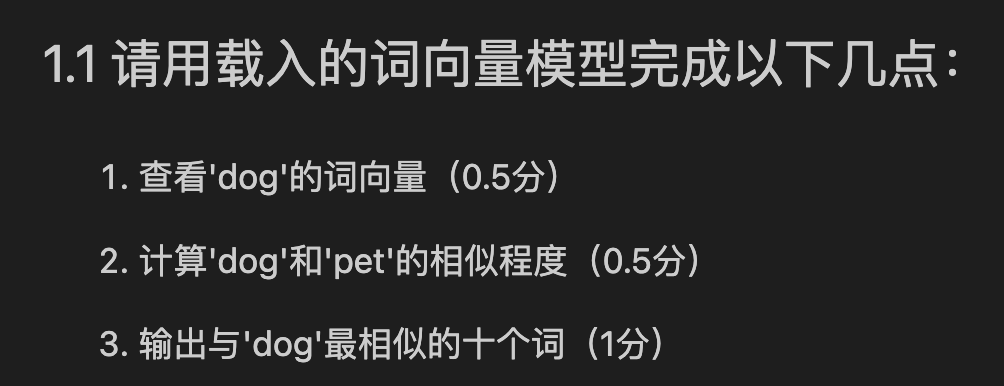 1.1 请用载入的词向量模型完成以下几点：
1. 查看'dog'的词向量（0.5分）
2. 计算'dog'和'pet'的相似程度（0.5分）
3. 输出与'dog'最相似的十个词（1分）